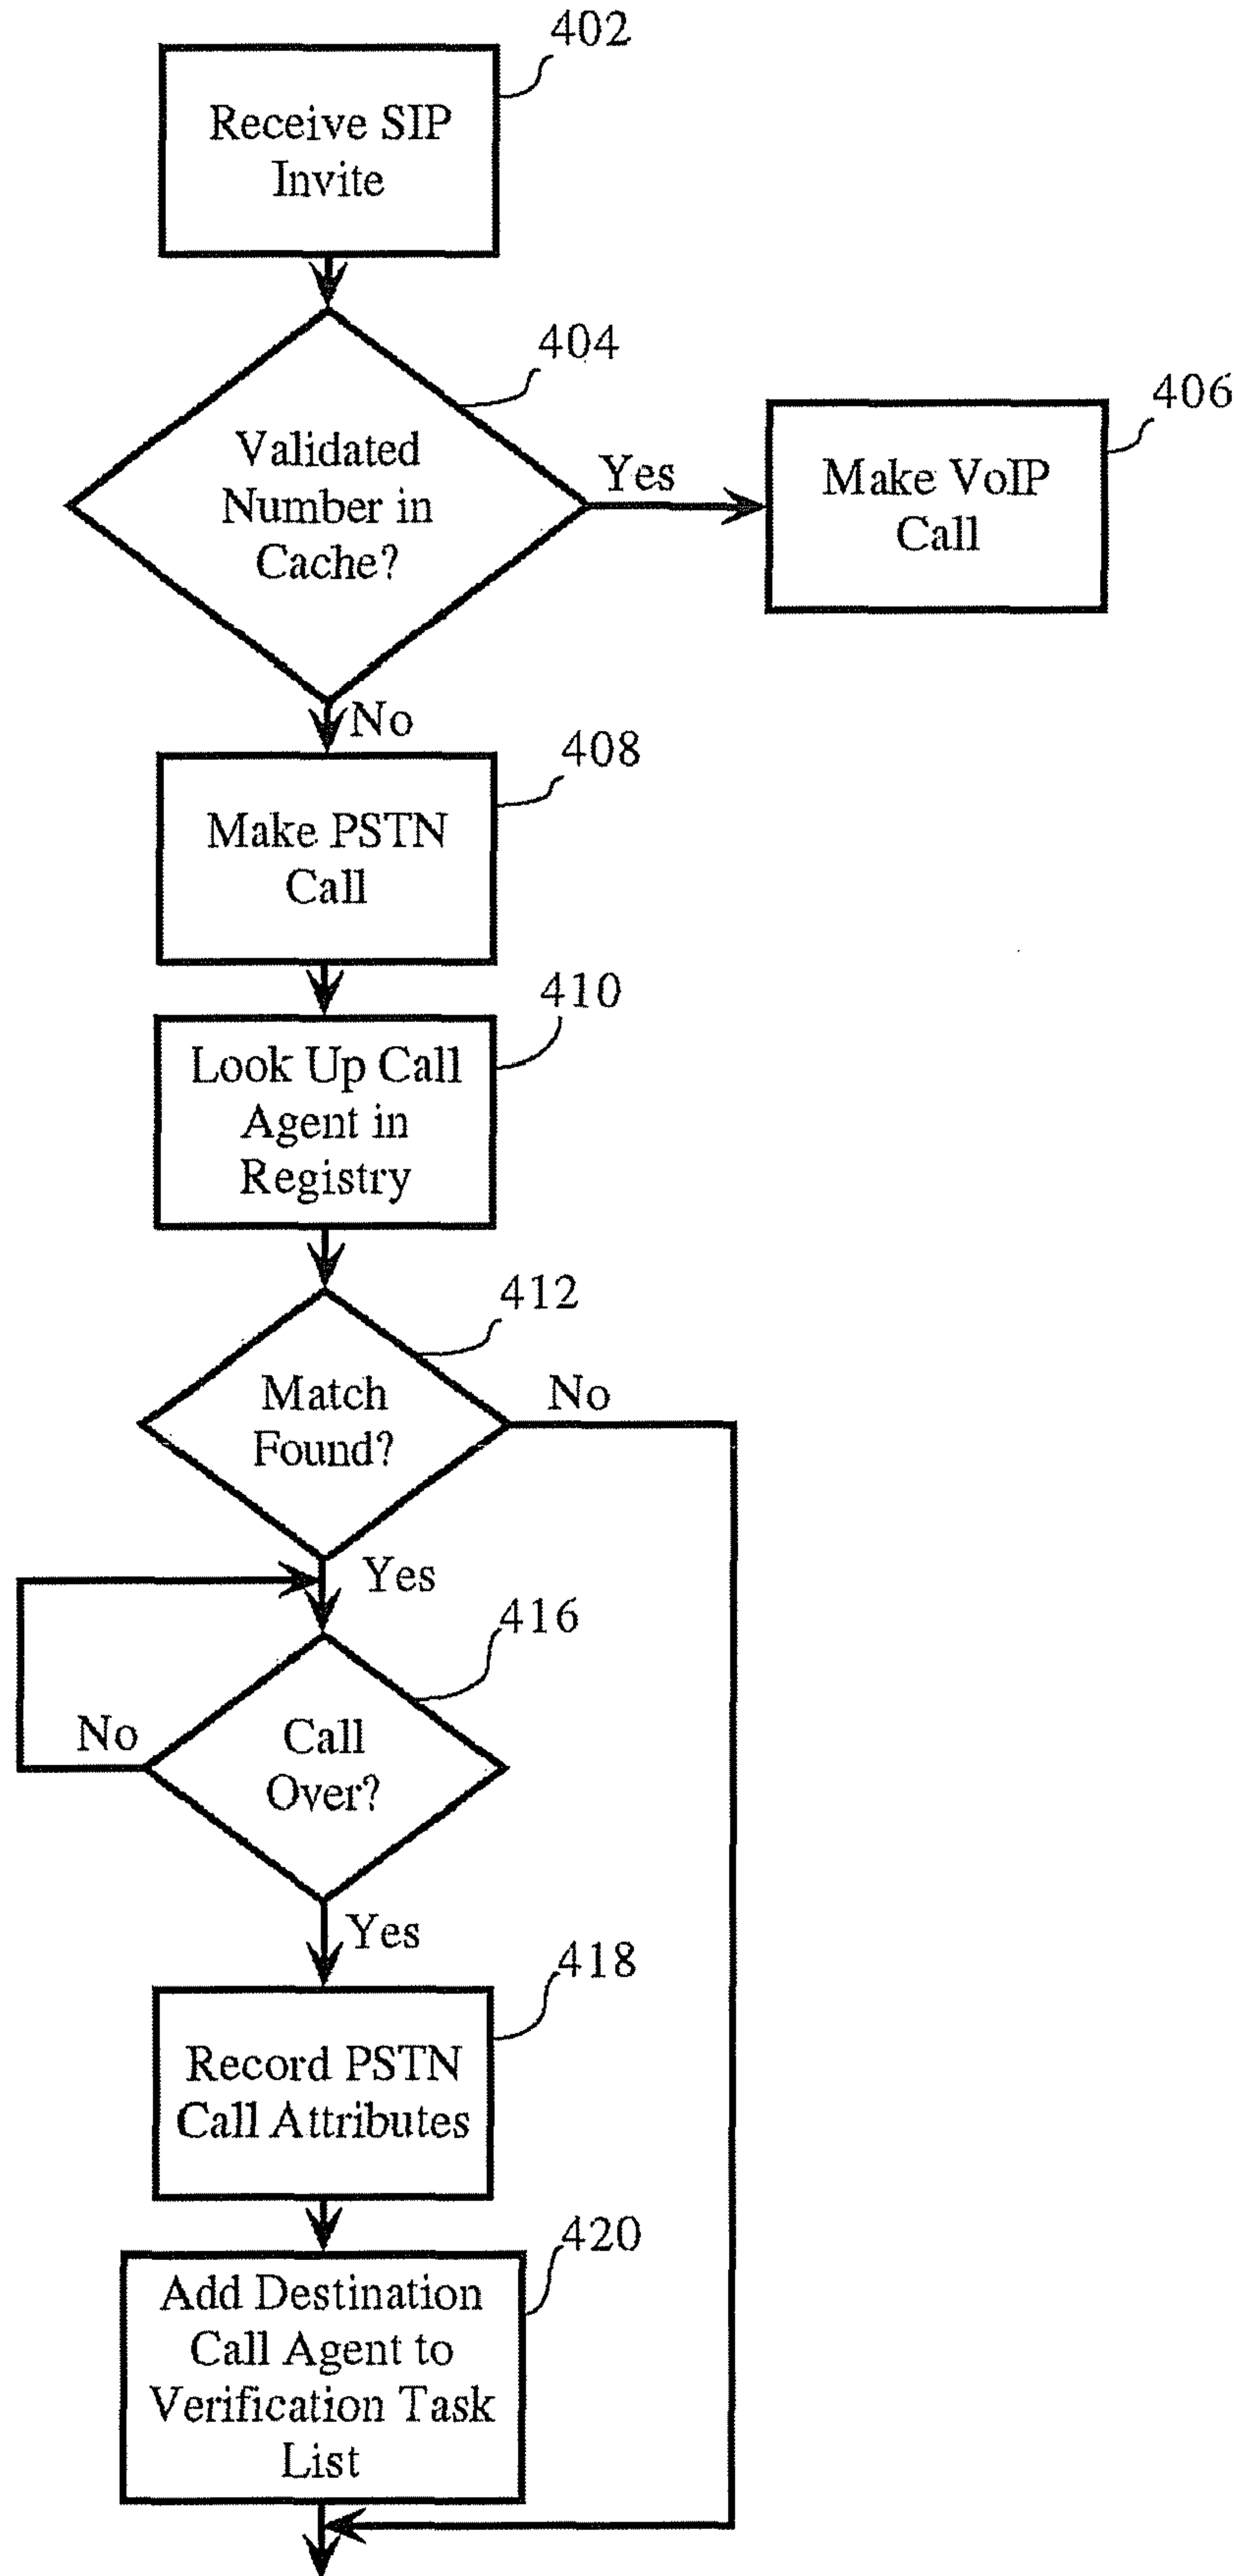 402
Receive SIP
Invite
404
Validated
Number in
Cache?
Yes
406
Make VoIP
Call
No
408
Make PSTN
Call
410
Look Up Call
Agent in
Registry
412
Match
Found?
No
Yes
416
Call
Over?
No
Yes
418
Record PSTN
Call Attributes
420
Add Destination
Call Agent to
Verification Task
List